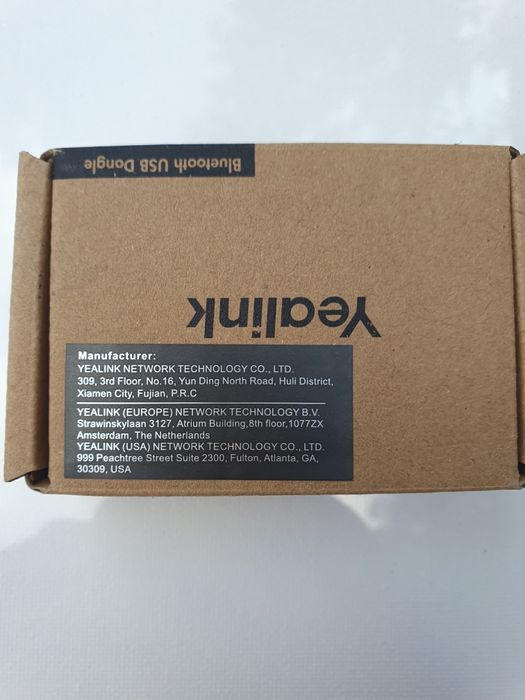 Bluetooth USB Dongle
Yealink
Manufacturer:
YEALINK NETWORK TECHNOLOGY CO., LTD.
309, 3rd Floor, No.16, Yun Ding North Road, Huli District,
Xiamen City, Fujian, P.R.C
YEALINK (EUROPE) NETWORK TECHNOLOGY B.V.
Strawinskylaan 3127, Atrium Building,8th floor,1077ZX
Amsterdam, The Netherlands
YEALINK (USA) NETWORK TECHNOLOGY CO., LTD.
999 Peachtree Street Suite 2300, Fulton, Atlanta, GA,
30309, USA